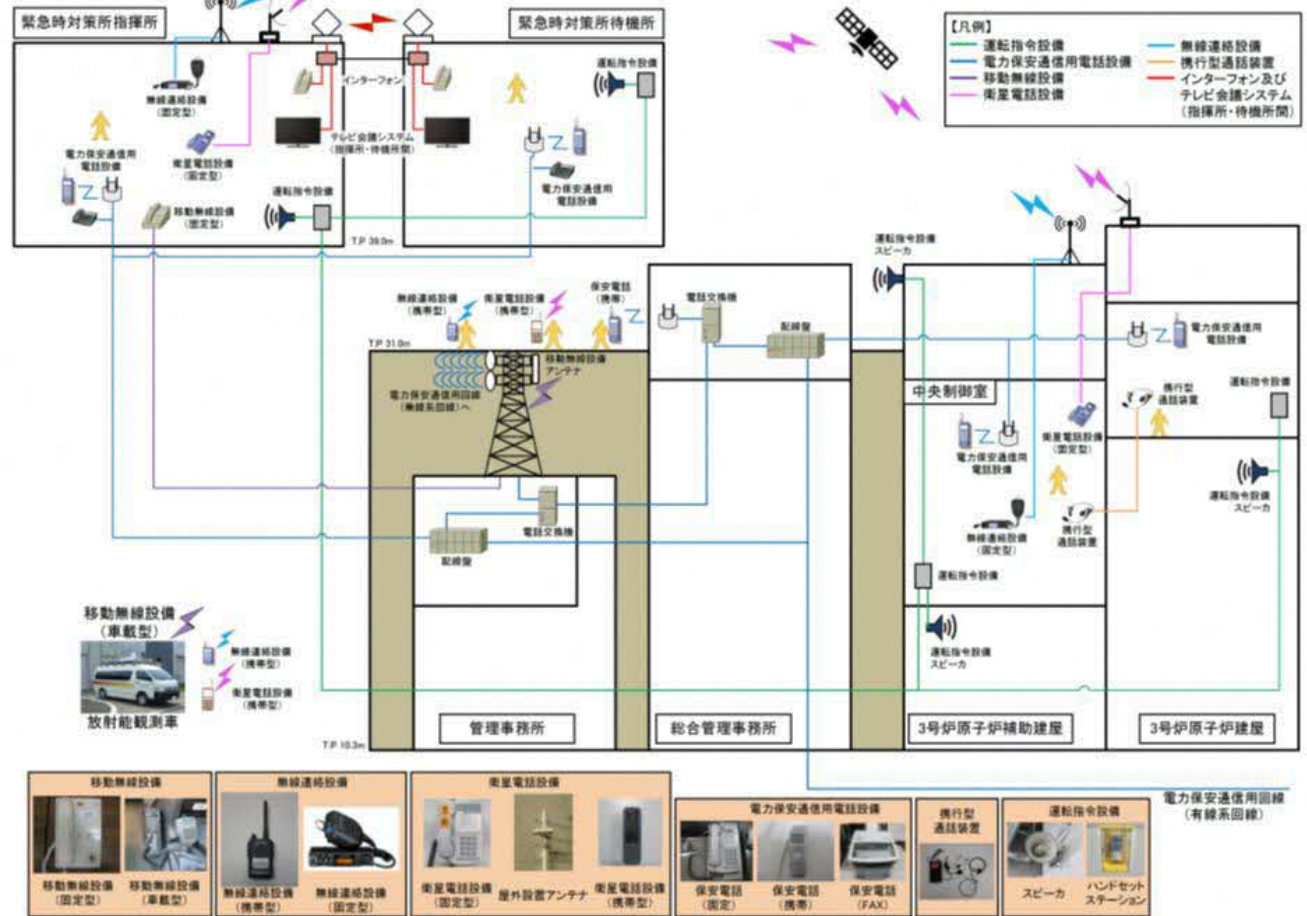 緊急時対策所指揮所
緊急時対策所待機所
【凡例】
運転指令設備
電力保安通信用電話設備
移動無線設備
衛星電話設備
無線連絡設備
携行型通話装置
インターフォン及び
テレビ会議システム
(指揮所・待機所間)
無線連絡設備
(固定型)
インターフォン
運転指令設備
電力保安通信用
電話設備
衛星電話設備
(固定型)
テレビ会議システム
(指揮所・待機所間)
運転指令設備
移動無線設備
(固定型)
電力保安通信用
電話設備
T.P 39.0m
無線連絡設備
(携帯型)
衛星電話設備
(携帯型)
保安電話
(携帯)
T.P 31.0m
移動無線設備
アンテナ
電力保安通信用回線
(無線系回線)へ
電話交換機
配線盤
運転指令設備
スピーカ
電力保安通信用
電話設備
中央制御室
電力保安通信用
電話設備
衛星電話設備
(固定型)
携行型
通話装置
運転指令設備
運転指令設備
スピーカ
無線連絡設備
(固定型)
携行型
通話装置
電話交換機
配線盤
運転指令設備
運転指令設備
スピーカ
移動無線設備
(車載型)
無線連絡設備
(携帯型)
衛星電話設備
(携帯型)
放射能観測車
T.P 10.3m
管理事務所
総合管理事務所
3号炉原子炉補助建屋
3号炉原子炉建屋
電力保安通信用回線
(有線系回線)
移動無線設備
移動無線設備
(固定型)
移動無線設備
(車載型)
無線連絡設備
無線連絡設備
(携帯型)
無線連絡設備
(固定型)
衛星電話設備
衛星電話設備
(固定型)
屋外設置アンテナ
衛星電話設備
(携帯型)
電力保安通信用電話設備
保安電話
(固定)
保安電話
(携帯)
保安電話
(FAX)
携行型
通話装置
運転指令設備
スピーカ
ハンドセット
ステーション